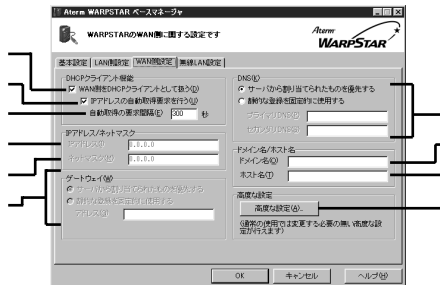 Aterm WARPSTAR ベースマネージャ
WARPSTARのWAN側に関する設定です
Aterm
WARPSTAR
基本設定 LAN側設定 WAN側設定 無線LAN設定
DHCPクライアント機能
WAN側をDHCPクライアントとして扱う(U)
IPアドレスの自動取得要求を行う(U)
自動取得の要求間隔(E) 300 秒
IPアドレス/ネットマスク
IPアドレス(I) 0.0.0.0
ネットマスク(M) 0.0.0.0
ゲートウェイ(W)
サーバから割り当てられたものを優先する
静的な登録を固定的に使用する
アドレス(S)
DNS(K)
サーバから割り当てられたものを優先する
静的な登録を固定的に使用する
プライマリDNS(P)
セカンダリDNS(S)
ドメイン名/ホスト名
ドメイン名(O)
ホスト名(T)
高度な設定
高度な設定(A)...
(通常の使用では変更する必要の無い高度な設
定が行えます)
OK キャンセル ヘルプ(H)